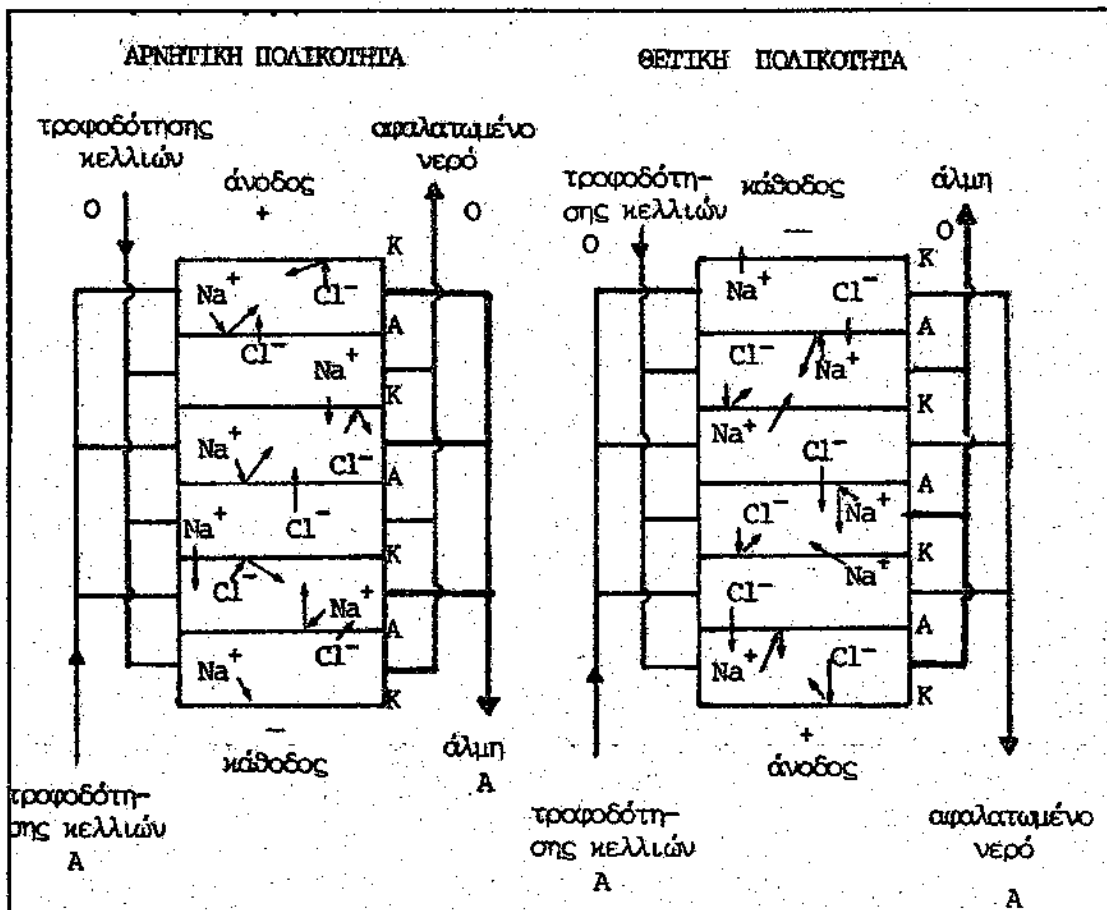 ΑΡΝΗΤΙΚΗ ΠΟΛΙΚΟΤΗΤΑ
τροφοδότησης
κελλιών
Ο
αφαλατωμένο
νερό
Ο
άνοδος
+
K
Na⁺
Cl⁻
A
Cl⁻
Na⁺
K
Na⁺
Cl⁻
A
Na⁺
Cl⁻
K
Cl⁻
Na⁺
A
Cl⁻
Na⁺
K
−
κάθοδος
άλμη
A
τροφοδότη-
σης κελλιών
A
ΘΕΤΙΚΗ ΠΟΛΙΚΟΤΗΤΑ
τροφοδότη-
σης κελλιών
Ο
κάθοδος
—
άλμη
Ο
K
Na⁺
Cl⁻
A
Cl⁻
Na⁺
K
Na⁺
Cl⁻
A
Cl⁻
Na⁺
K
Na⁺
Cl⁻
A
Na⁺
Cl⁻
K
+
άνοδος
τροφοδότη-
σης κελλιών
A
αφαλατωμένο
νερό
A